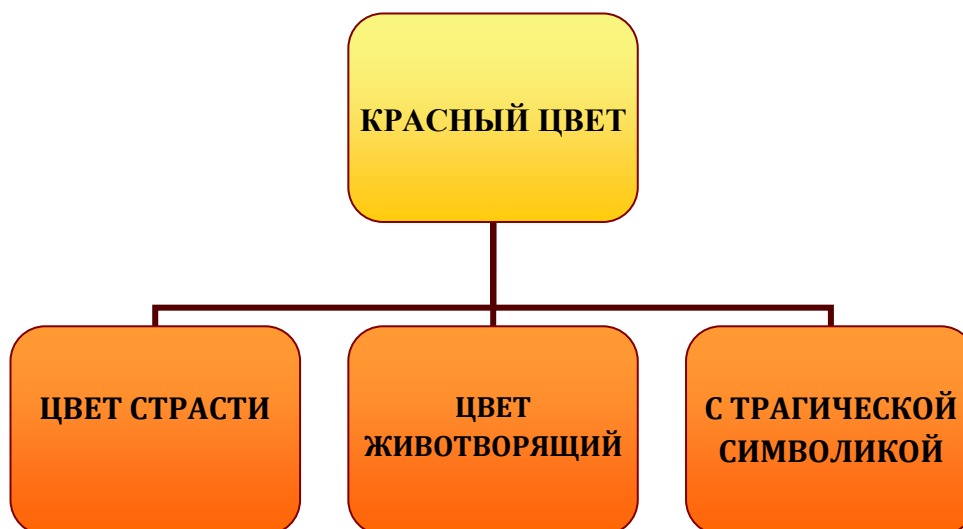 КРАСНЫЙ ЦВЕТ
ЦВЕТ СТРАСТИ
ЦВЕТ
ЖИВОТВОРЯЩИЙ
С ТРАГИЧЕСКОЙ
СИМВОЛИКОЙ